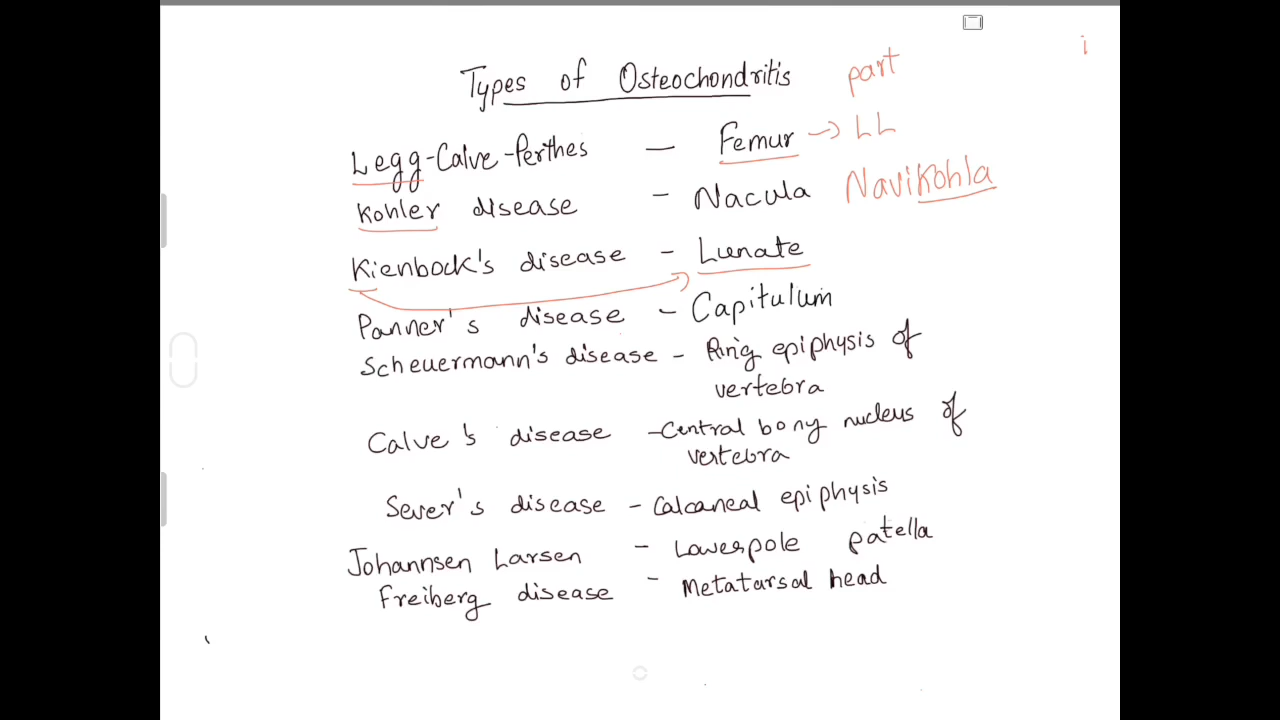 i
Types of Osteochondritis part
Legg-Calve-Perthes — Femur → LL
Kohler disease - Nacula Navikohla
Kienbock's disease - Lunate
Panner's disease - Capitulum
Scheuermann's disease - Ring epiphysis of
vertebra
Calve's disease - Central bony nucleus of
vertebra
Sever's disease - Calcaneal epiphysis
Johannsen Larsen - Lowerpole patella
Freiberg disease - Metatarsal head